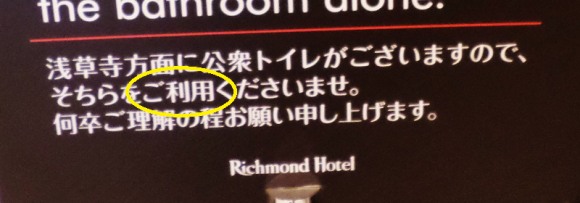 the bathroom alone.
浅草寺方面に公衆トイレがございますので、
そちらをご利用くださいませ。
何卒ご理解の程お願い申し上げます。
Richmond Hotel